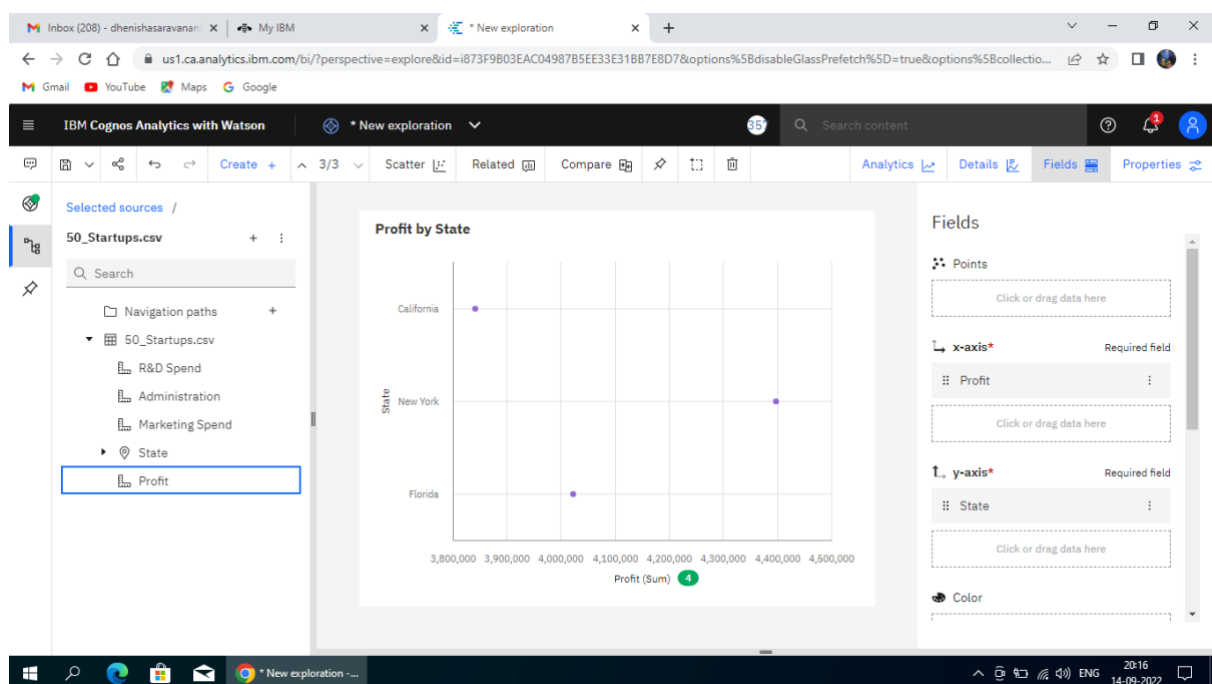 Inbox (208) - dhenishasaravanan
My IBM
* New exploration
us1.ca.analytics.ibm.com/bi/?perspective=explore&id=i873F9B03EAC04987B5EE33E31BB7E8D7&options%5BdisableGlassPrefetch%5D=true&options%5Bcollectio...
Gmail YouTube Maps Google
IBM Cognos Analytics with Watson * New exploration 35 Search content
Create + 3/3 Scatter Related Compare Analytics Details Fields Properties
Selected sources /
50_Startups.csv
Search
Navigation paths
50_Startups.csv
R&D Spend
Administration
Marketing Spend
State
Profit
Profit by State
California
New York
Florida
State
3,800,000 3,900,000 4,000,000 4,100,000 4,200,000 4,300,000 4,400,000 4,500,000
Profit (Sum) 4
Fields
Points
Click or drag data here
x-axis* Required field
Profit
Click or drag data here
y-axis* Required field
State
Click or drag data here
Color
* New exploration -...
ENG
20:16
14-09-2022